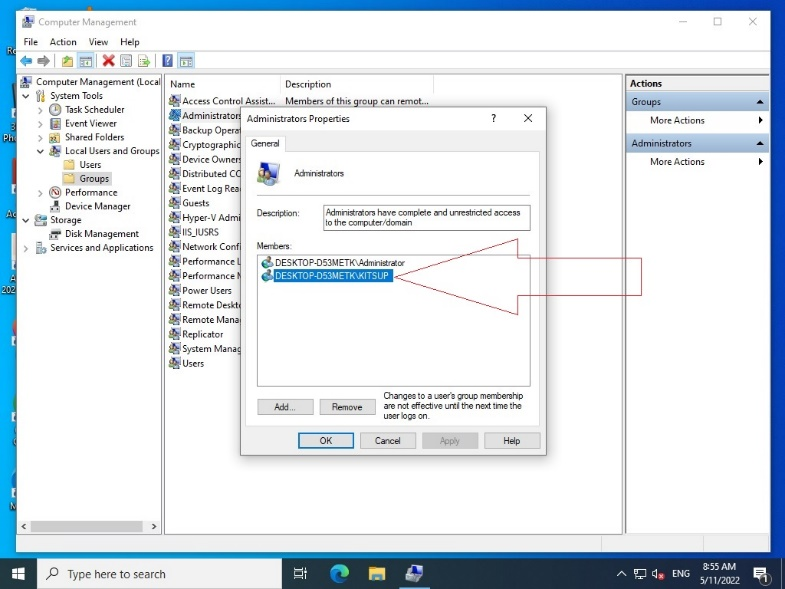 Computer Management
File Action View Help
Computer Management (Local
System Tools
Task Scheduler
Event Viewer
Shared Folders
Local Users and Groups
Users
Groups
Performance
Device Manager
Storage
Disk Management
Services and Applications
Name Description
Access Control Assist... Members of this group can remot...
Administrators
Backup Opera
Cryptographic
Device Owners
Distributed CO
Event Log Rea
Guests
Hyper-V Admi
IIS_IUSRS
Network Confi
Performance L
Performance M
Power Users
Remote Deskt
Remote Mana
Replicator
System Manag
Users
Administrators Properties
?
General
Administrators
Description: Administrators have complete and unrestricted access
to the computer/domain
Members:
DESKTOP-D53METK\Administrator
DESKTOP-D53METK\KITSUP
Add... Remove
Changes to a user's group membership
are not effective until the next time the
user logs on.
OK Cancel Apply Help
Actions
Groups
More Actions
Administrators
More Actions
Type here to search
ENG
8:55 AM
5/11/2022
1